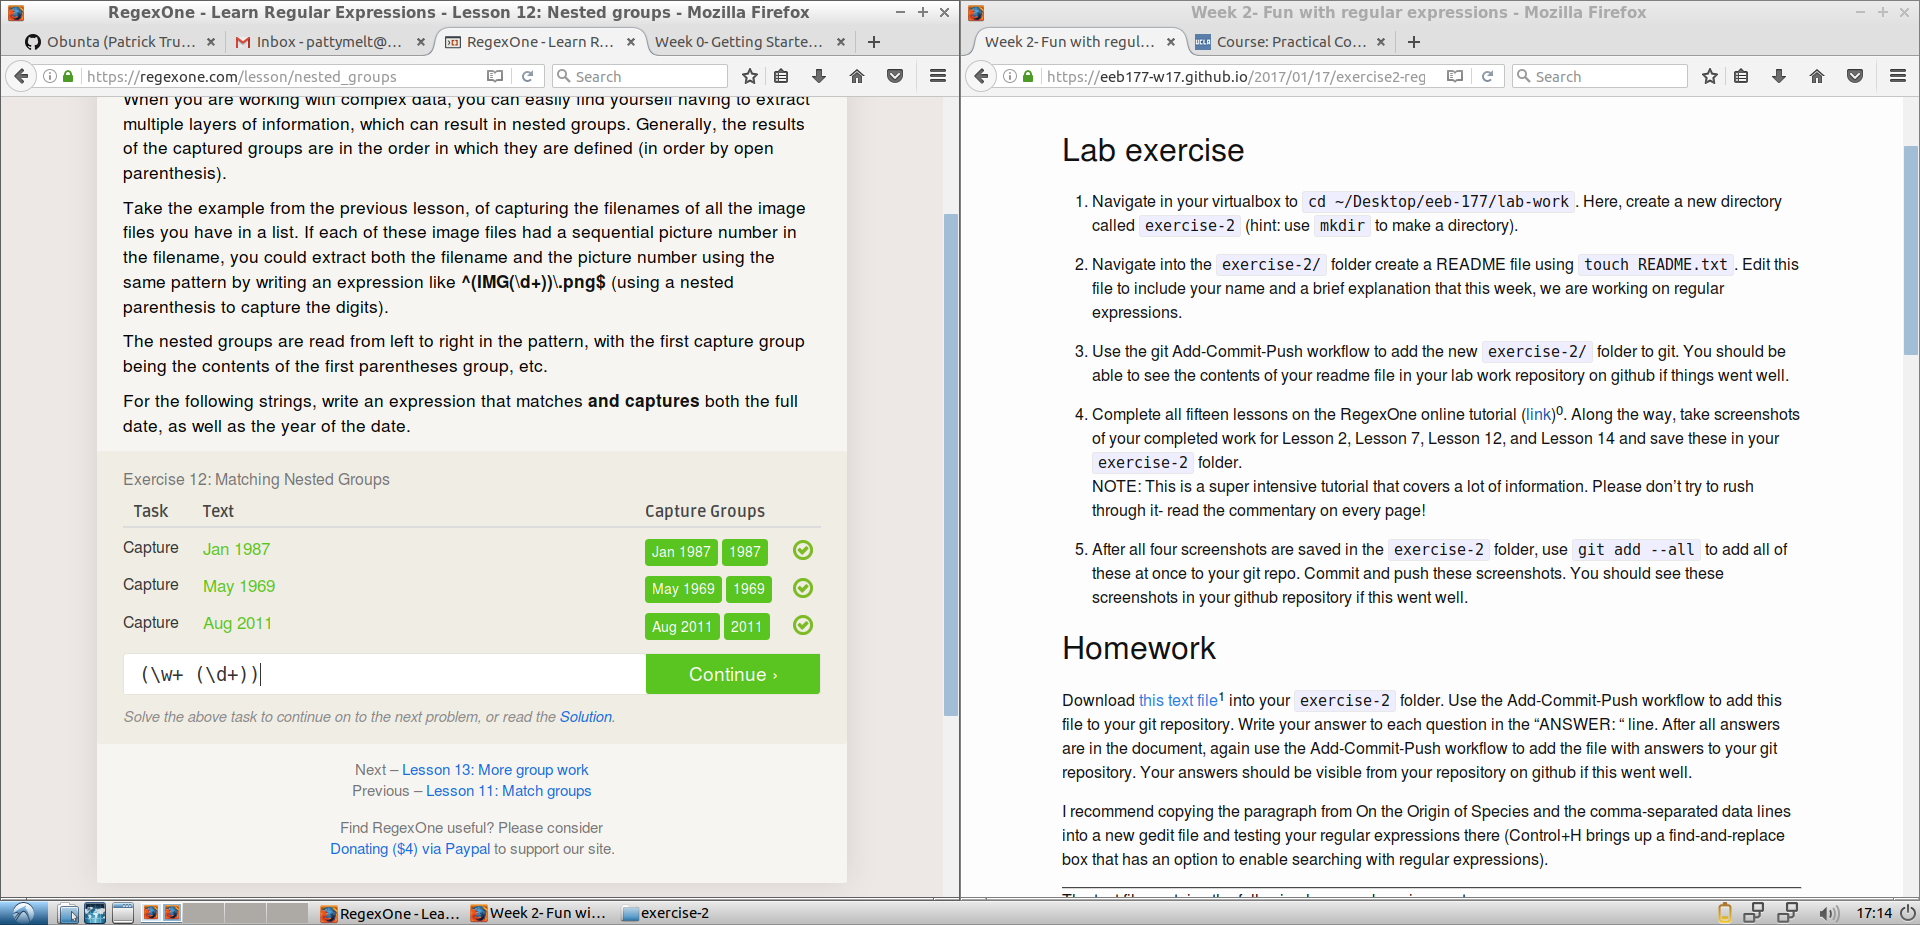 RegexOne - Learn Regular Expressions - Lesson 12: Nested groups - Mozilla Firefox
Obunta (Patrick Tru...
Inbox - pattymelt@...
RegexOne - Learn R...
Week 0- Getting Starte...
https://regexone.com/lesson/nested_groups
Search
When you are working with complex data, you can easily find yourself having to extract
multiple layers of information, which can result in nested groups. Generally, the results
of the captured groups are in the order in which they are defined (in order by open
parenthesis).
Take the example from the previous lesson, of capturing the filenames of all the image
files you have in a list. If each of these image files had a sequential picture number in
the filename, you could extract both the filename and the picture number using the
same pattern by writing an expression like ^(IMG(\d+))\.png$ (using a nested
parenthesis to capture the digits).
The nested groups are read from left to right in the pattern, with the first capture group
being the contents of the first parentheses group, etc.
For the following strings, write an expression that matches and captures both the full
date, as well as the year of the date.
Exercise 12: Matching Nested Groups
Task Text Capture Groups
Capture Jan 1987 Jan 1987 1987
Capture May 1969 May 1969 1969
Capture Aug 2011 Aug 2011 2011
(\w+ (\d+))
Continue ›
Solve the above task to continue on to the next problem, or read the Solution.
Next – Lesson 13: More group work
Previous – Lesson 11: Match groups
Find RegexOne useful? Please consider
Donating ($4) via Paypal to support our site.
Week 2- Fun with regular expressions - Mozilla Firefox
Week 2- Fun with regul...
UCLA Course: Practical Co...
https://eeb177-w17.github.io/2017/01/17/exercise2-reg
Search
Lab exercise
1. Navigate in your virtualbox to cd ~/Desktop/eeb-177/lab-work. Here, create a new directory
called exercise-2 (hint: use mkdir to make a directory).
2. Navigate into the exercise-2/ folder create a README file using touch README.txt. Edit this
file to include your name and a brief explanation that this week, we are working on regular
expressions.
3. Use the git Add-Commit-Push workflow to add the new exercise-2/ folder to git. You should be
able to see the contents of your readme file in your lab work repository on github if things went well.
4. Complete all fifteen lessons on the RegexOne online tutorial (link)0. Along the way, take screenshots
of your completed work for Lesson 2, Lesson 7, Lesson 12, and Lesson 14 and save these in your
exercise-2 folder.
NOTE: This is a super intensive tutorial that covers a lot of information. Please don't try to rush
through it- read the commentary on every page!
5. After all four screenshots are saved in the exercise-2 folder, use git add --all to add all of
these at once to your git repo. Commit and push these screenshots. You should see these
screenshots in your github repository if this went well.
Homework
Download this text file1 into your exercise-2 folder. Use the Add-Commit-Push workflow to add this
file to your git repository. Write your answer to each question in the “ANSWER: “ line. After all answers
are in the document, again use the Add-Commit-Push workflow to add the file with answers to your git
repository. Your answers should be visible from your repository on github if this went well.
I recommend copying the paragraph from On the Origin of Species and the comma-separated data lines
into a new gedit file and testing your regular expressions there (Control+H brings up a find-and-replace
box that has an option to enable searching with regular expressions).
RegexOne - Lea...
Week 2- Fun wi...
exercise-2
17:14